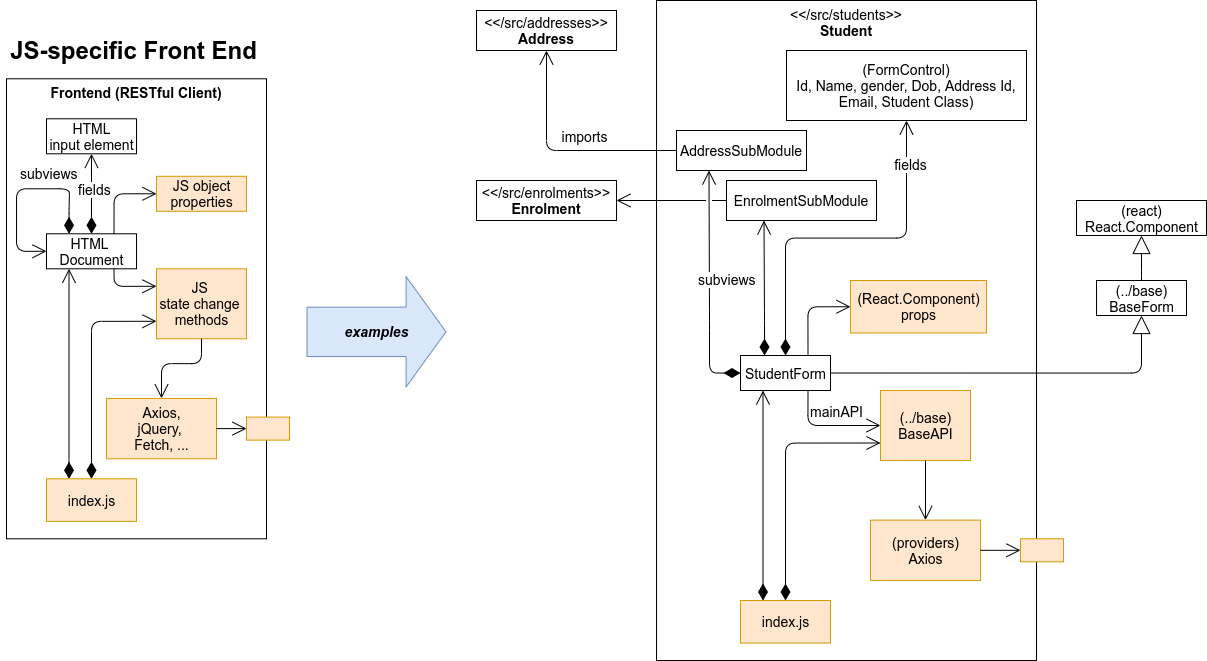 JS-specific Front End
Frontend (RESTful Client)
HTML
input element
subviews
fields
JS object
properties
HTML
Document
JS
state change
methods
Axios,
jQuery,
Fetch, ...
index.js
examples
<</src/addresses>>
Address
imports
<</src/enrolments>>
Enrolment
<</src/students>>
Student
(FormControl)
Id, Name, gender, Dob, Address Id,
Email, Student Class)
AddressSubModule
fields
EnrolmentSubModule
subviews
(React.Component)
props
StudentForm
mainAPI
(../base)
BaseAPI
(providers)
Axios
index.js
(react)
React.Component
(../base)
BaseForm